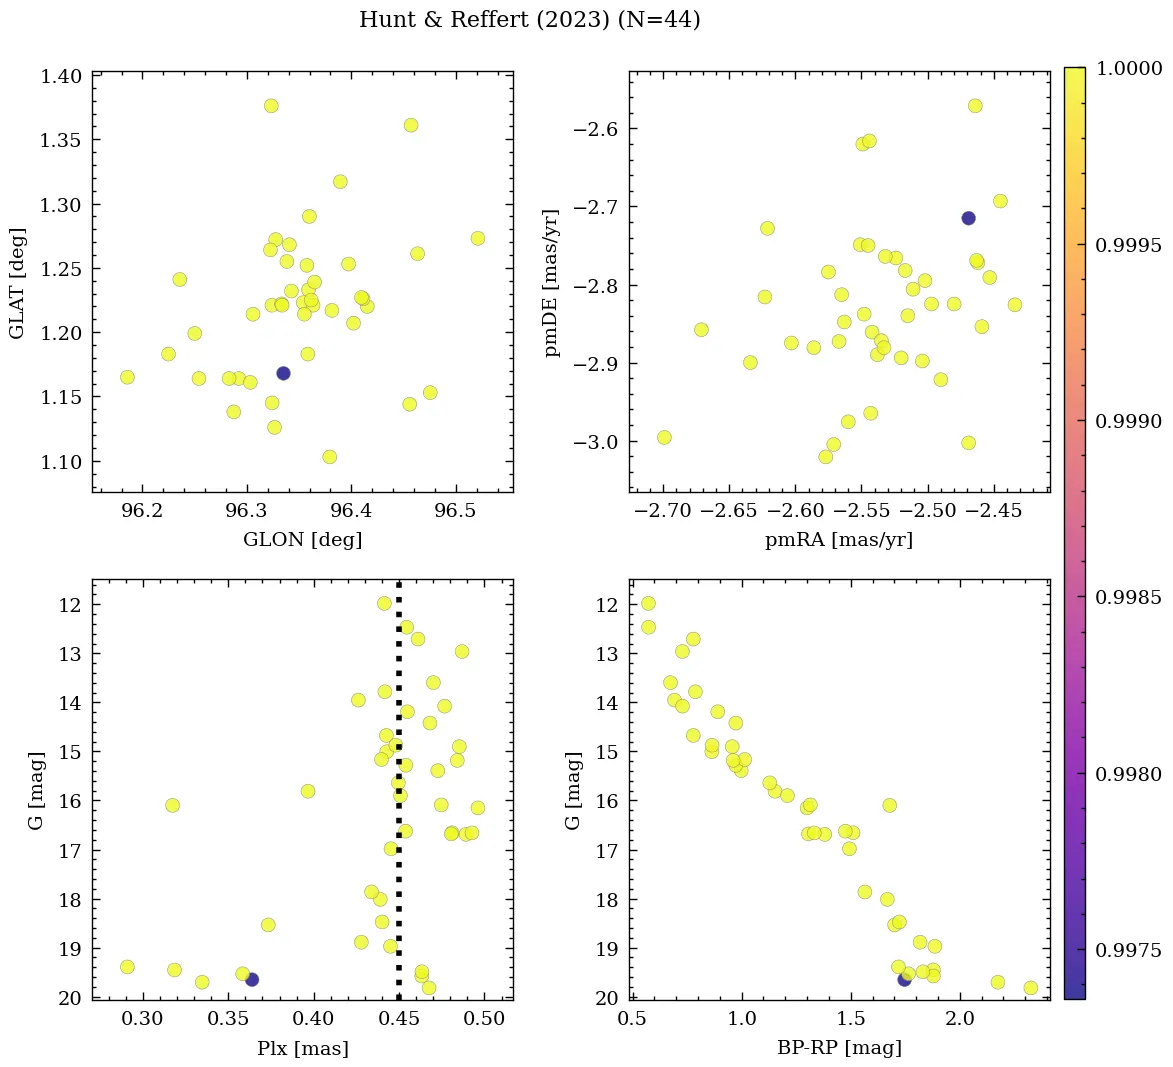 Hunt & Reffert (2023) (N=44)
1.40
1.35
1.30
1.25
1.20
1.15
1.10
GLAT [deg]
96.2 96.3 96.4 96.5
GLON [deg]
−2.6
−2.7
−2.8
−2.9
−3.0
pmDE [mas/yr]
−2.70 −2.65 −2.60 −2.55 −2.50 −2.45
pmRA [mas/yr]
1.0000
0.9995
0.9990
0.9985
0.9980
0.9975
12
13
14
15
16
17
18
19
20
G [mag]
0.30 0.35 0.40 0.45 0.50
Plx [mas]
12
13
14
15
16
17
18
19
20
G [mag]
0.5 1.0 1.5 2.0
BP-RP [mag]